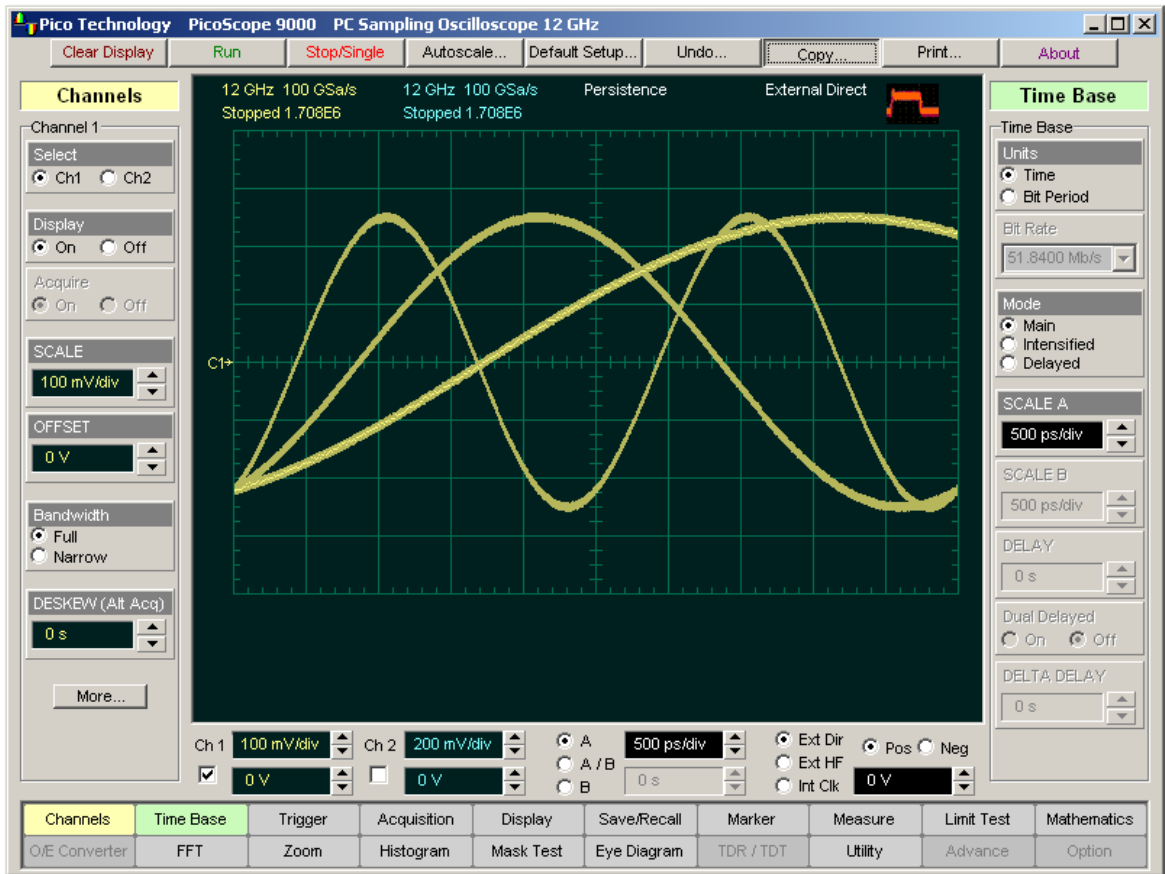 Pico Technology PicoScope 9000 PC Sampling Oscilloscope 12 GHz
Clear Display Run Stop/Single Autoscale... Default Setup... Undo... Copy... Print... About
Channels
Channel 1
Select
Ch1 Ch2
Display
On Off
Acquire
On Off
SCALE
100 mV/div
OFFSET
0 V
Bandwidth
Full
Narrow
DESKEW (Alt Acq)
0 s
More...
12 GHz 100 GSa/s 12 GHz 100 GSa/s Persistence External Direct
Stopped 1.708E6 Stopped 1.708E6
C1
Time Base
Time Base
Units
Time
Bit Period
Bit Rate
51.8400 Mb/s
Mode
Main
Intensified
Delayed
SCALE A
500 ps/div
SCALE B
500 ps/div
DELAY
0 s
Dual Delayed
On Off
DELTA DELAY
0 s
Ch 1 100 mV/div Ch 2 200 mV/div A 500 ps/div Ext Dir Pos Neg
A / B Ext HF
0 V 0 V B 0 s Int Clk 0 V
Channels Time Base Trigger Acquisition Display Save/Recall Marker Measure Limit Test Mathematics
O/E Converter FFT Zoom Histogram Mask Test Eye Diagram TDR / TDT Utility Advance Option